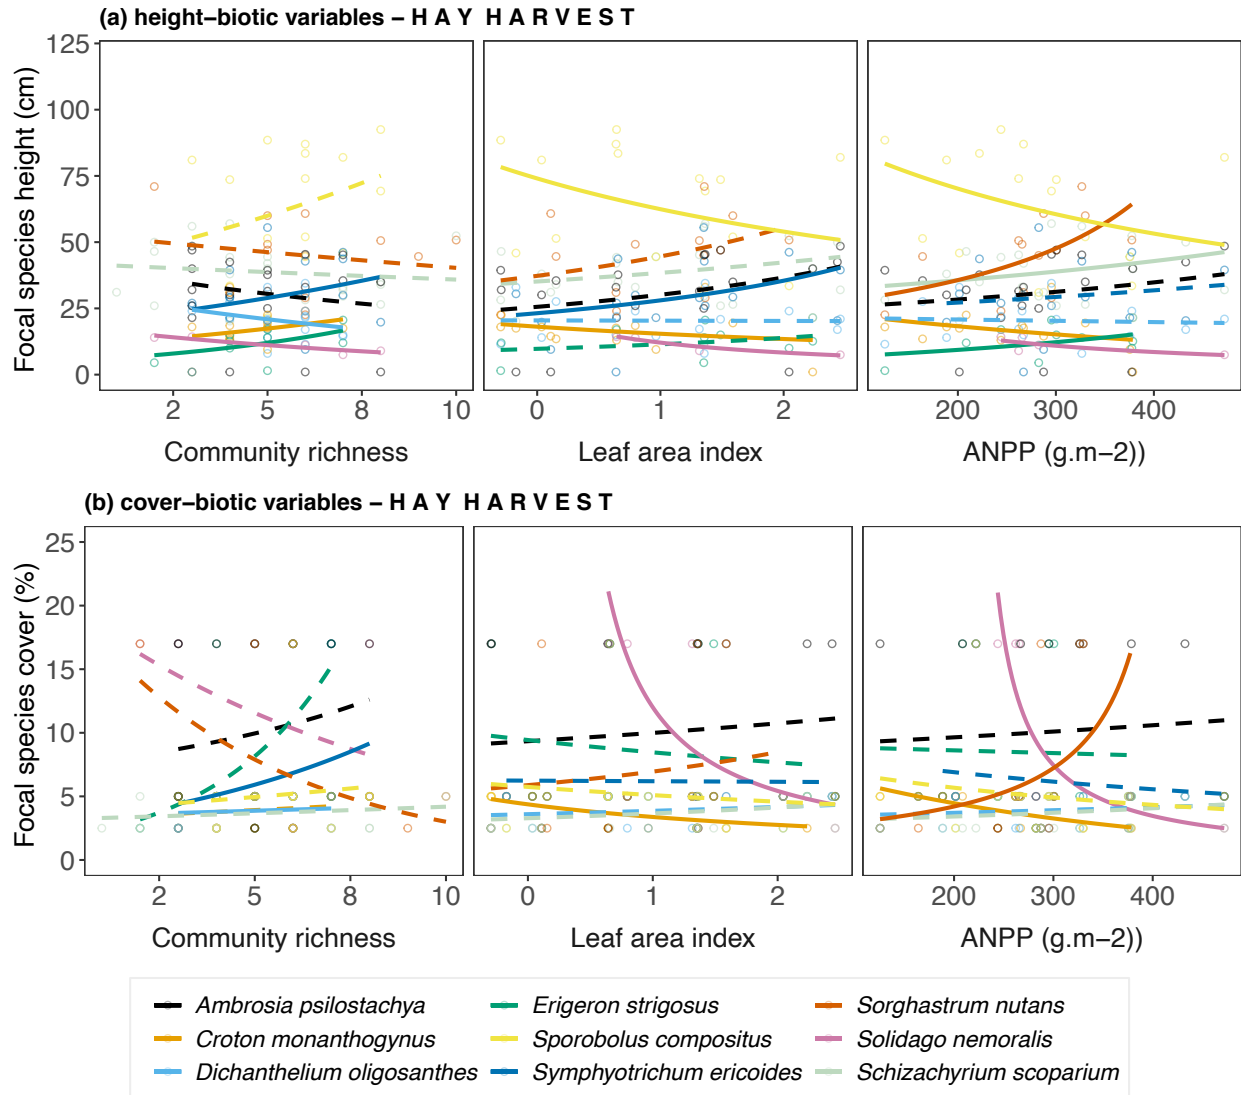 (a) height−biotic variables − H A Y H A R V E S T
Focal species height (cm)
125
100
75
50
25
0
2 5 8 10
0 1 2
200 300 400
Community richness
Leaf area index
ANPP (g.m−2))
(b) cover−biotic variables − H A Y H A R V E S T
Focal species cover (%)
25
20
15
10
5
0
2 5 8 10
0 1 2
200 300 400
Community richness
Leaf area index
ANPP (g.m−2))
Ambrosia psilostachya
Croton monanthogynus
Dichanthelium oligosanthes
Erigeron strigosus
Sporobolus compositus
Symphyotrichum ericoides
Sorghastrum nutans
Solidago nemoralis
Schizachyrium scoparium